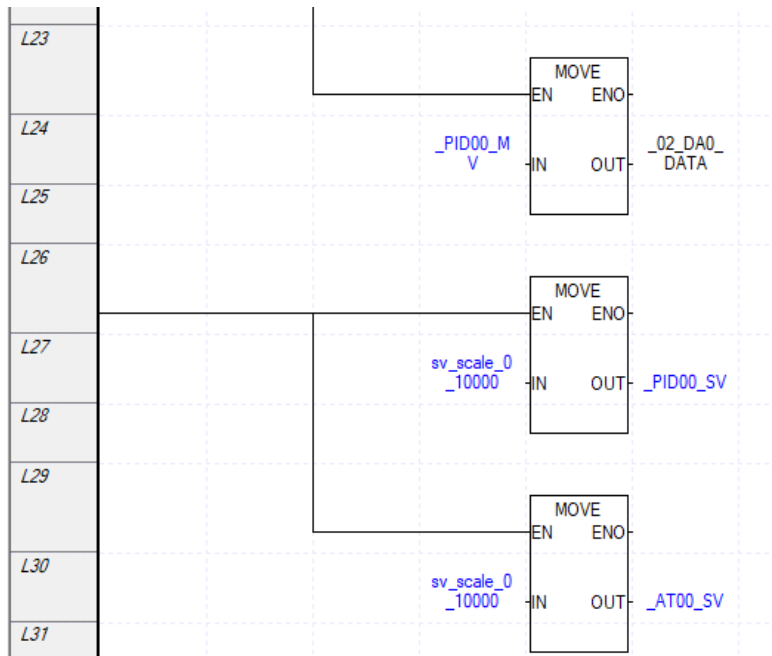 L23
MOVE
EN ENO
L24
_PID00_M
V
IN OUT
_02_DA0_
DATA
L25
L26
MOVE
EN ENO
L27
sv_scale_0
_10000
IN OUT
_PID00_SV
L28
L29
MOVE
EN ENO
L30
sv_scale_0
_10000
IN OUT
_AT00_SV
L31